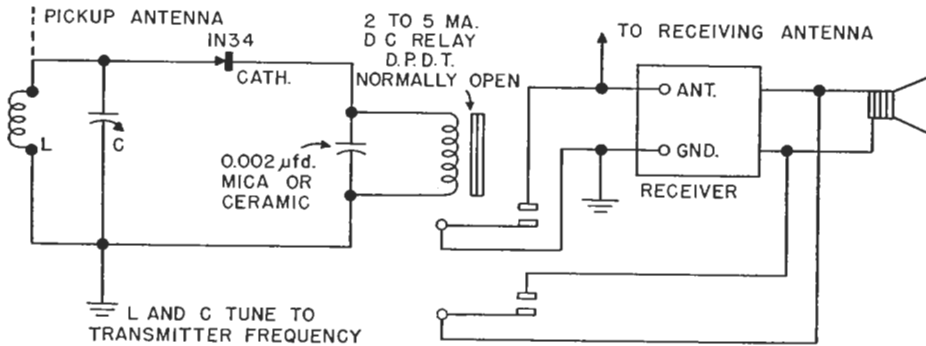 PICKUP ANTENNA
IN34
CATH.
L
C
0.002 µfd.
MICA OR
CERAMIC
2 TO 5 MA.
D C RELAY
D.P.D.T.
NORMALLY OPEN
TO RECEIVING ANTENNA
ANT.
GND.
RECEIVER
L AND C TUNE TO
TRANSMITTER FREQUENCY